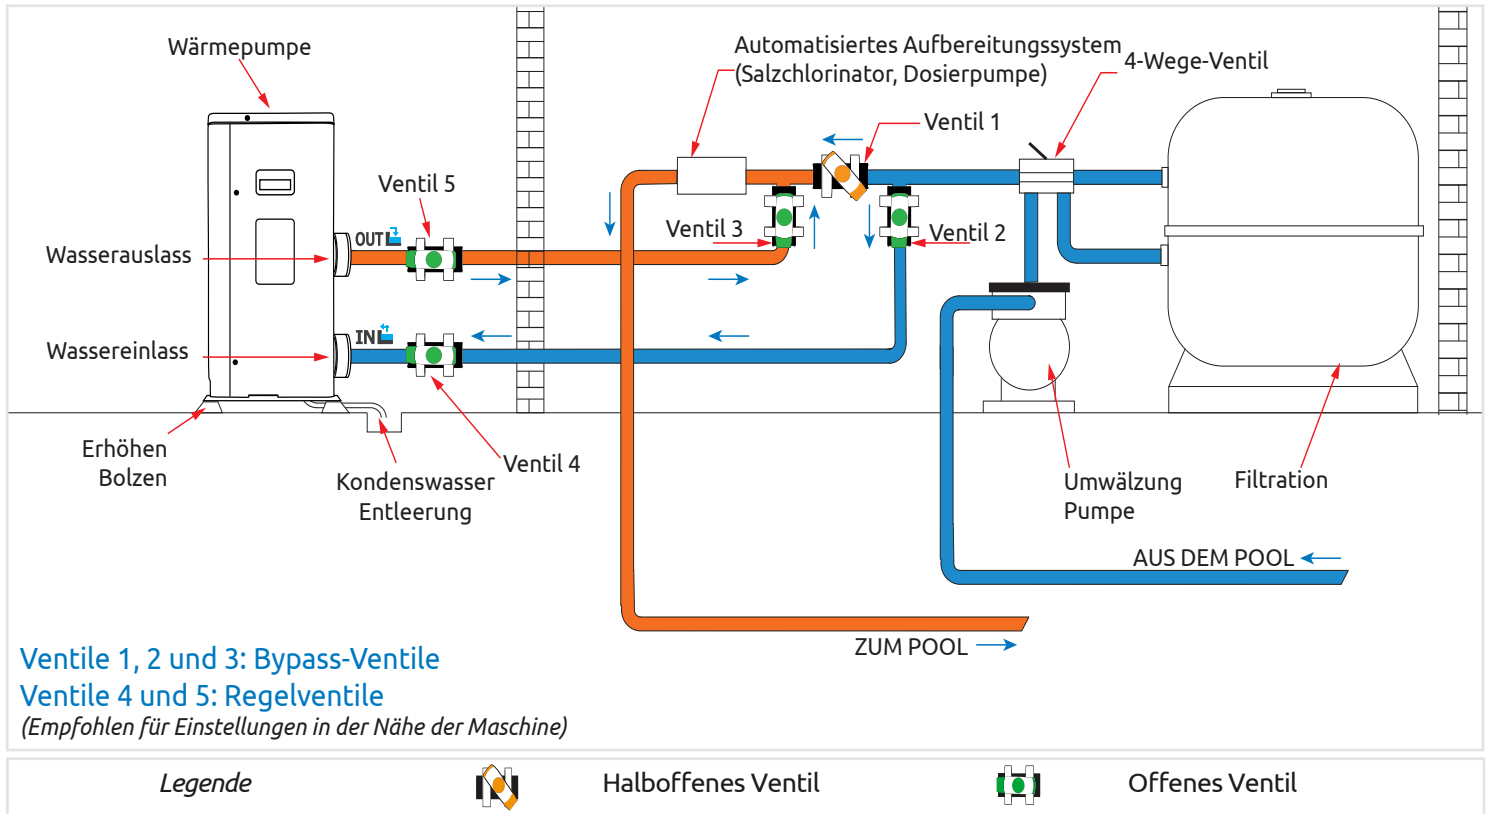 Wärmepumpe
Automatisiertes Aufbereitungssystem
(Salzchlorinator, Dosierpumpe)
4-Wege-Ventil
Ventil 1
Ventil 5
Ventil 3
Ventil 2
OUT
Wasserauslass
IN
Wassereinlass
Erhöhen
Bolzen
Kondenswasser
Entleerung
Ventil 4
Umwälzung
Pumpe
Filtration
AUS DEM POOL
ZUM POOL
Ventile 1, 2 und 3: Bypass-Ventile
Ventile 4 und 5: Regelventile
(Empfohlen für Einstellungen in der Nähe der Maschine)
Legende
Halboffenes Ventil
Offenes Ventil